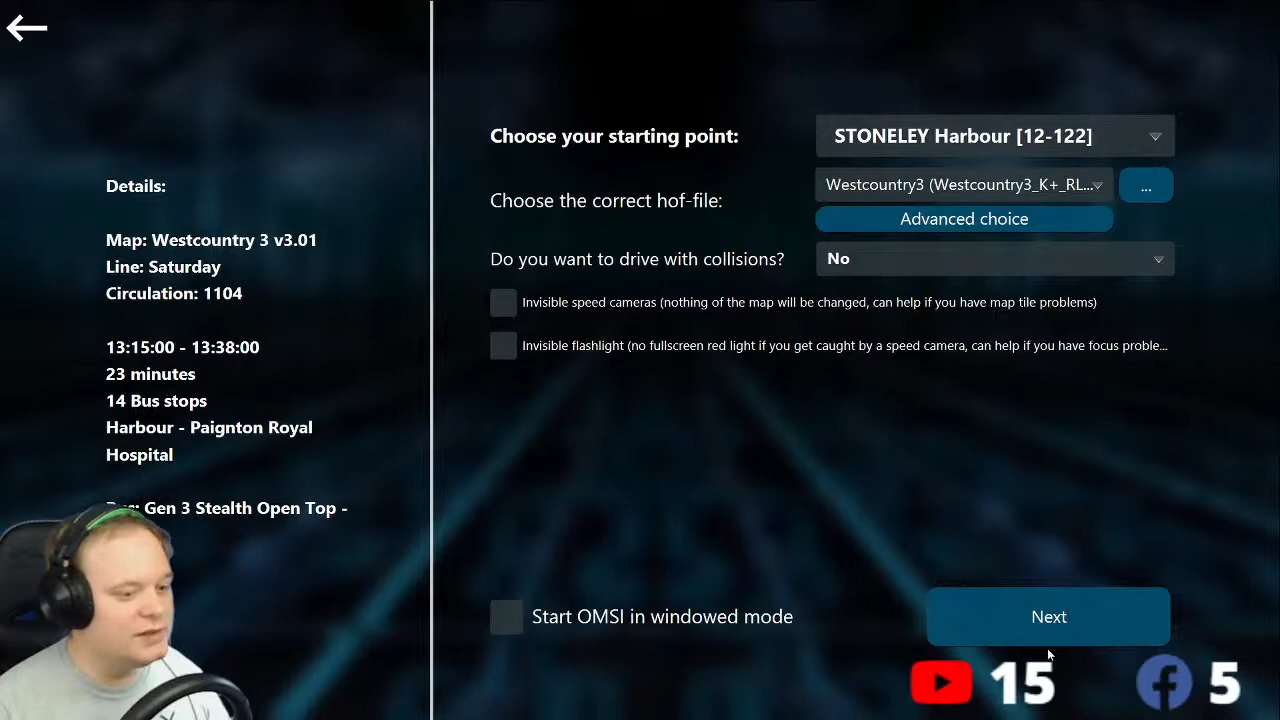 Details:
Map: Westcountry 3 v3.01
Line: Saturday
Circulation: 1104
13:15:00 - 13:38:00
23 minutes
14 Bus stops
Harbour - Paignton Royal
Hospital
Gen 3 Stealth Open Top -
Choose your starting point:
STONELEY Harbour [12-122]
Choose the correct hof-file:
Westcountry3 (Westcountry3_K+_RL...
...
Advanced choice
Do you want to drive with collisions?
No
Invisible speed cameras (nothing of the map will be changed, can help if you have map tile problems)
Invisible flashlight (no fullscreen red light if you get caught by a speed camera, can help if you have focus proble...
Start OMSI in windowed mode
Next
15
5